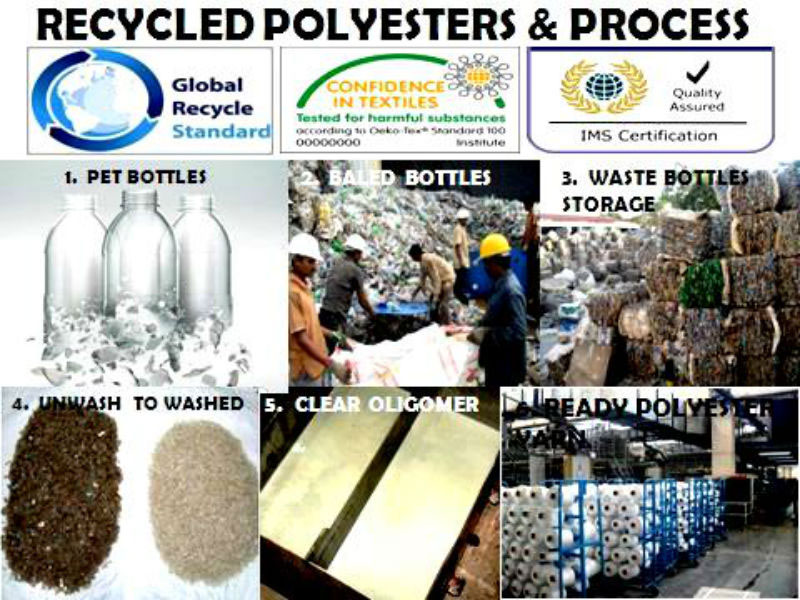 RECYCLED POLYESTERS & PROCESS
Global
Recycle
Standard
CONFIDENCE
IN TEXTILES
Tested for harmful substances
according to Oeko-Tex® Standard 100
00000000 Institute
Quality
Assured
IMS Certification
1. PET BOTTLES
2. BALED BOTTLES
3. WASTE BOTTLES
STORAGE
4. UNWASH TO WASHED
5. CLEAR OLIGOMER
6. READY POLYESTER
YARN